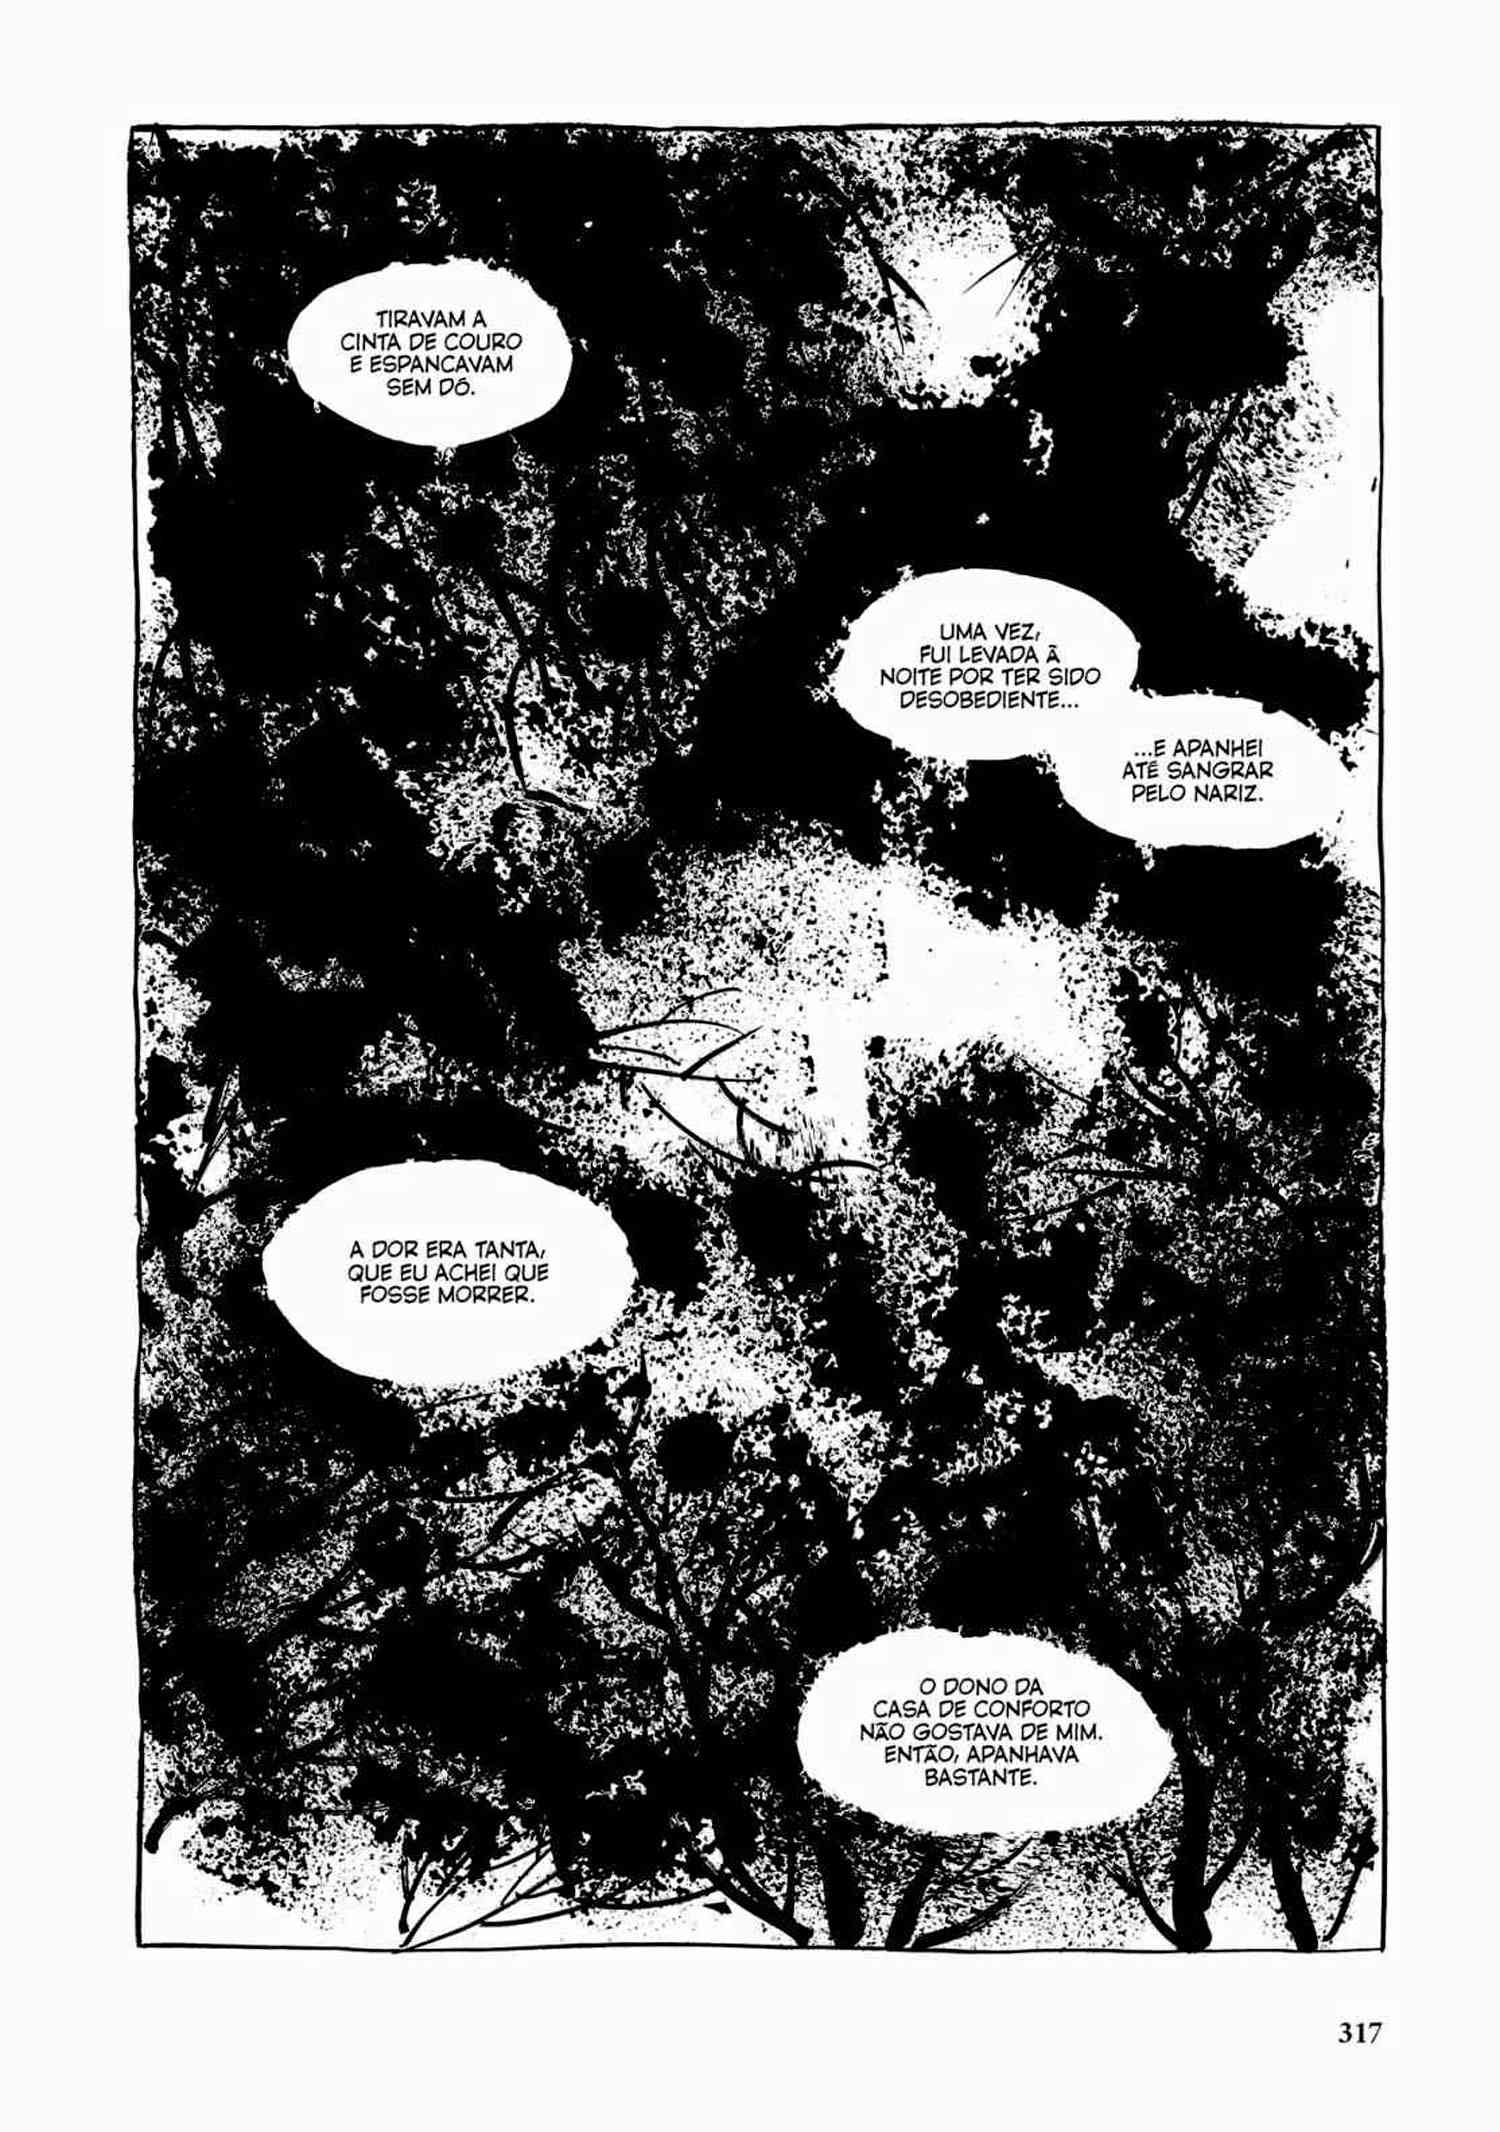 TIRAVAM A
CINTA DE COURO
E ESPANCAVAM
SEM DÓ.
UMA VEZ,
FUI LEVADA À
NOITE POR TER SIDO
DESOBEDIENTE...
...E APANHEI
ATÉ SANGRAR
PELO NARIZ.
A DOR ERA TANTA,
QUE EU ACHEI QUE
FOSSE MORRER.
O DONO DA
CASA DE CONFORTO
NÃO GOSTAVA DE MIM.
ENTÃO, APANHAVA
BASTANTE.
317